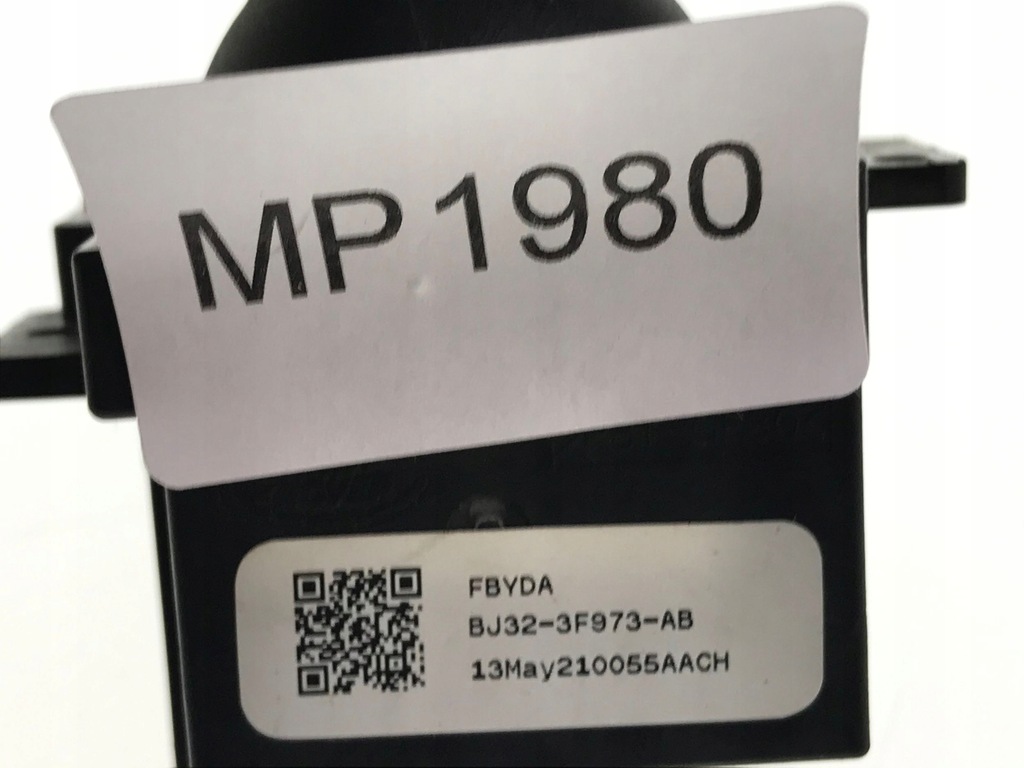 MP1980
FBYDA
BJ32-3F973-AB
13May210055AACH